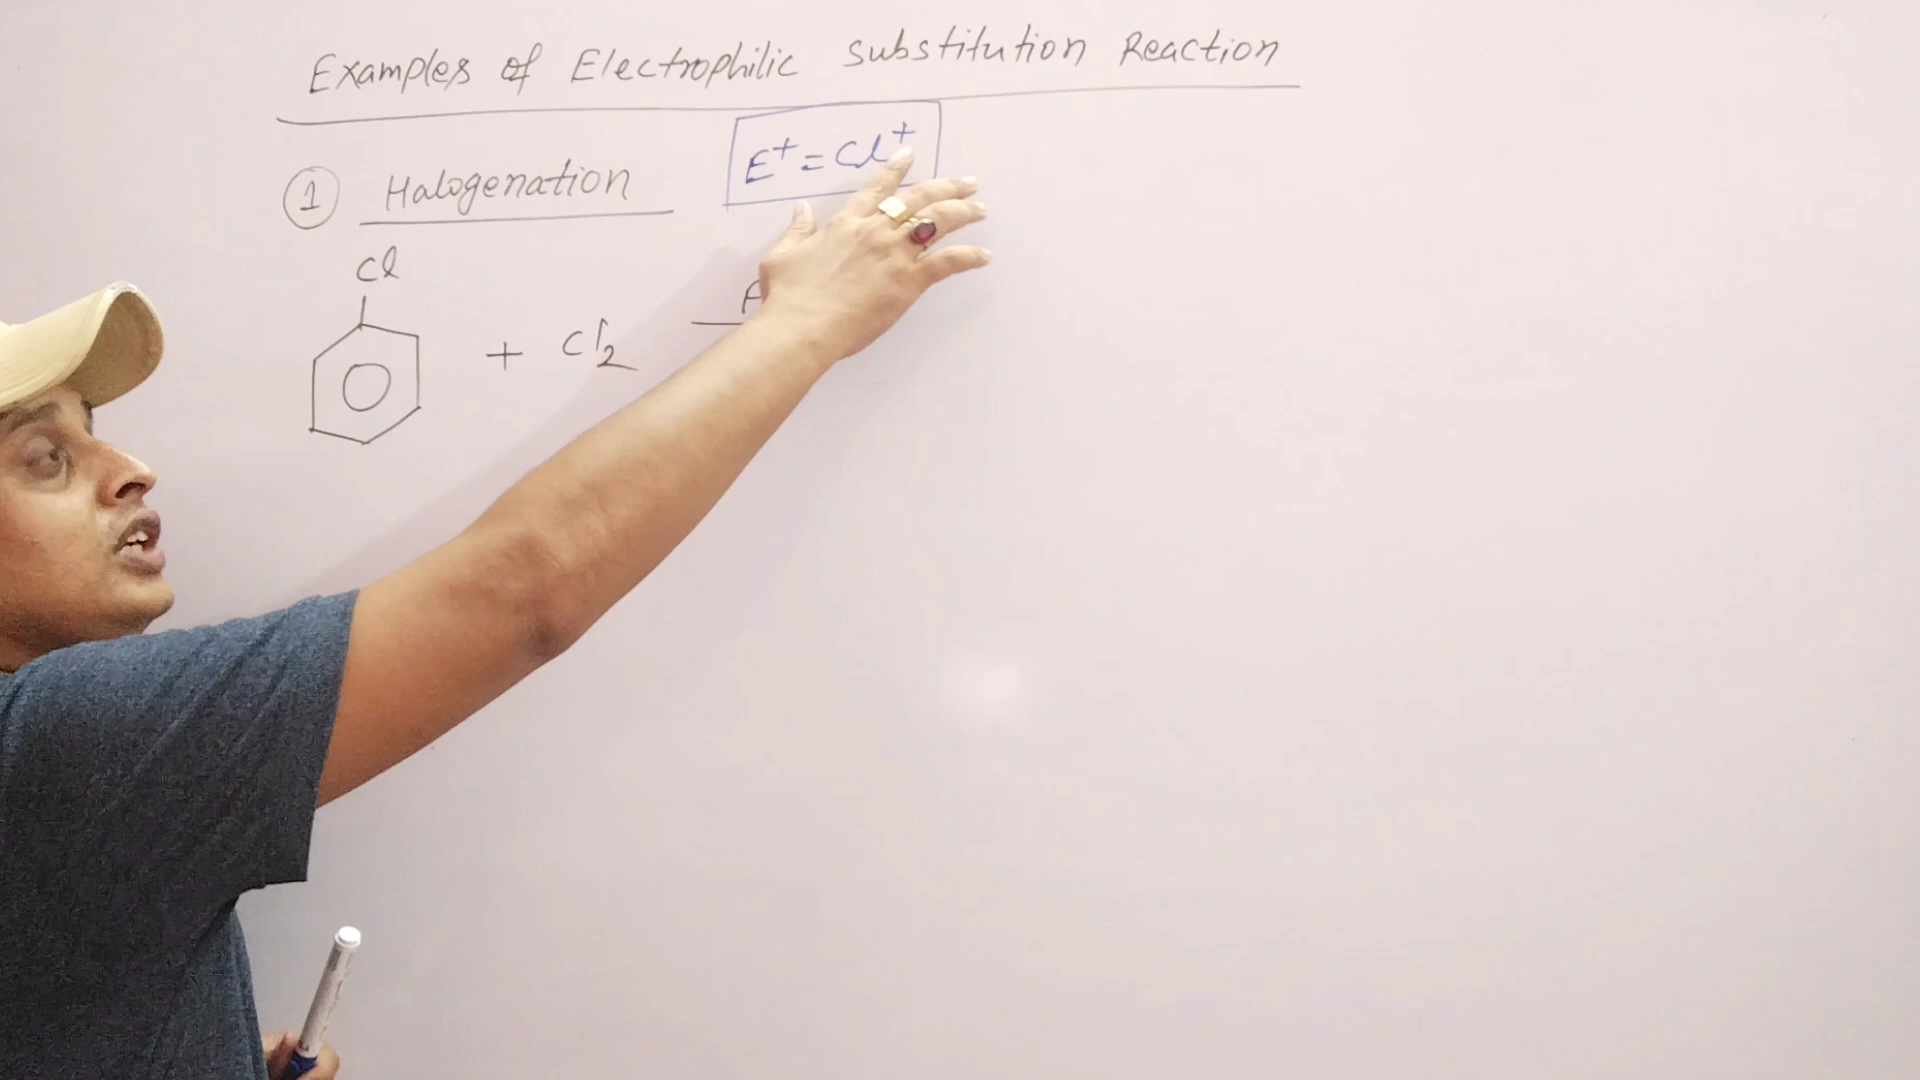 Examples of Electrophilic substitution Reaction
E⁺ = Cl⁺
① Halogenation
Cl
+ Cl₂